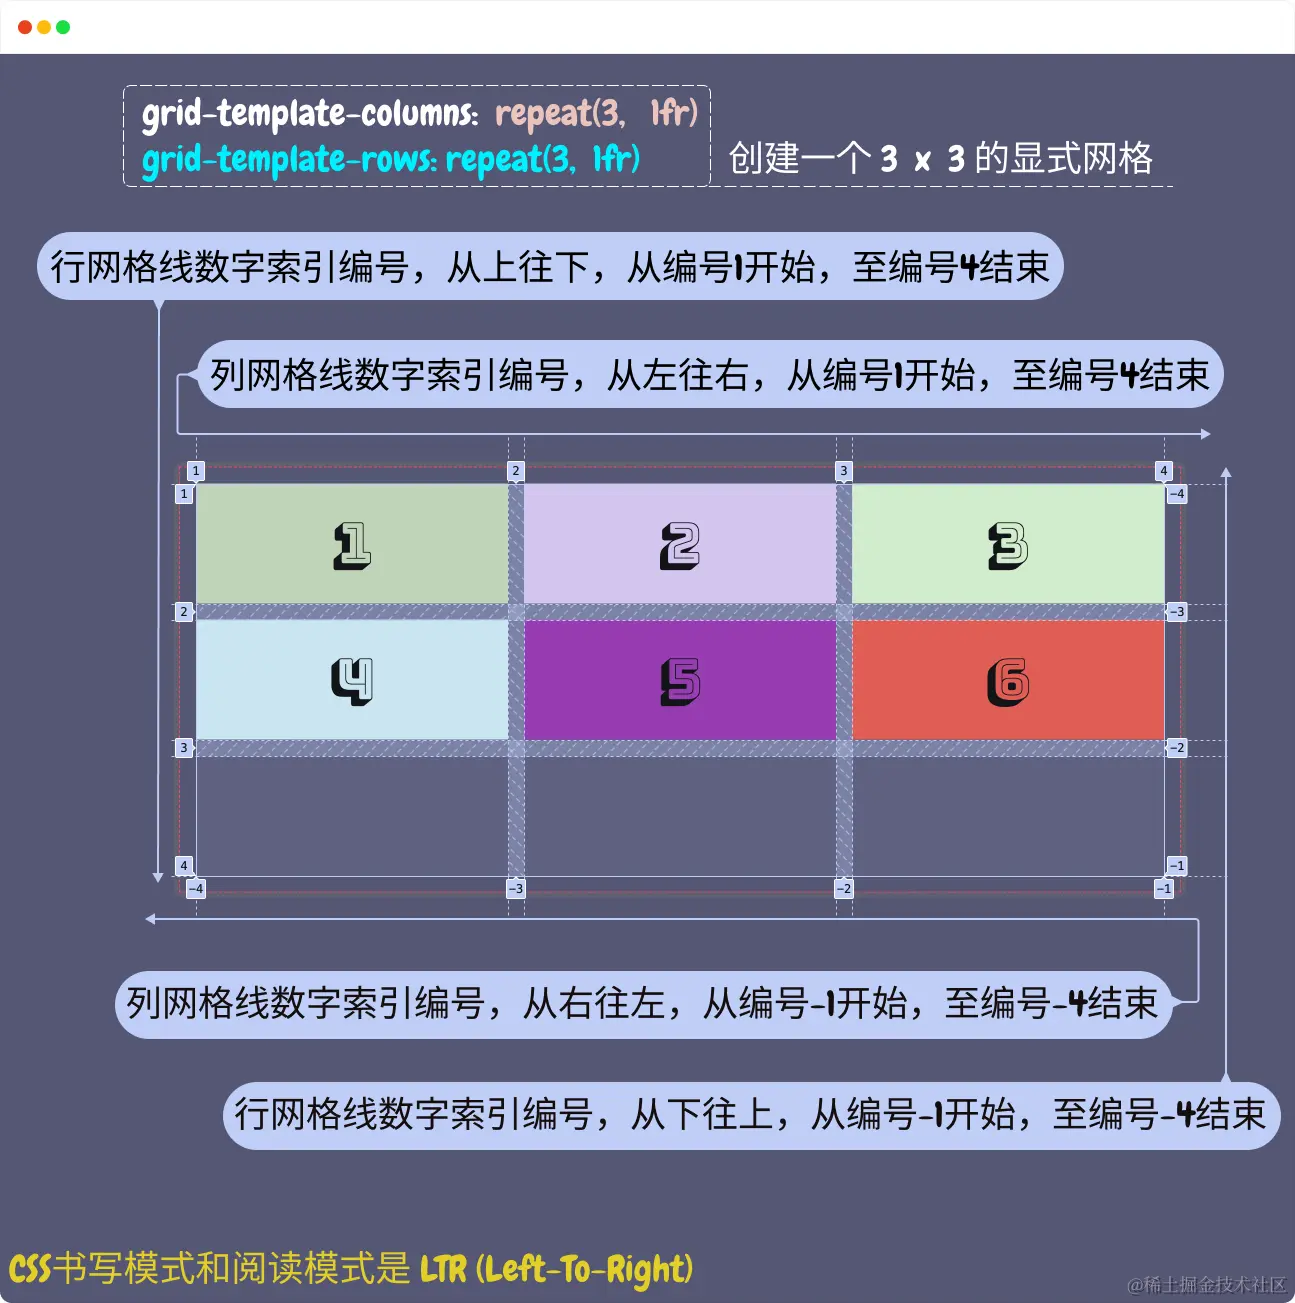 grid-template-columns: repeat(3, 1fr)
grid-template-rows: repeat(3, 1fr)
创建一个 3 x 3 的显式网格
行网格线数字索引编号，从上往下，从编号1开始，至编号4结束
列网格线数字索引编号，从左往右，从编号1开始，至编号4结束
1 2 3 4
1 -4
1 2 3
2 -3
4 5 6
3 -2
4 -1
-4 -3 -2 -1
列网格线数字索引编号，从右往左，从编号-1开始，至编号-4结束
行网格线数字索引编号，从下往上，从编号-1开始，至编号-4结束
CSS书写模式和阅读模式是 LTR (Left-To-Right)
@稀土掘金技术社区